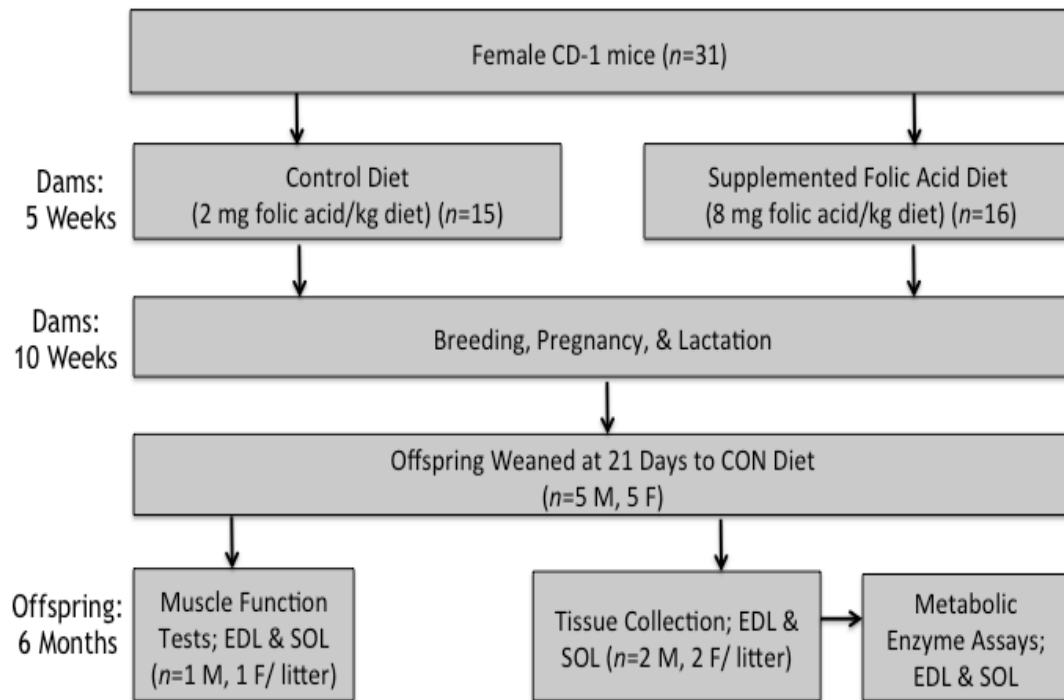 Female CD-1 mice (n=31)
Dams:
5 Weeks
Control Diet
(2 mg folic acid/kg diet) (n=15)
Supplemented Folic Acid Diet
(8 mg folic acid/kg diet) (n=16)
Dams:
10 Weeks
Breeding, Pregnancy, & Lactation
Offspring Weaned at 21 Days to CON Diet
(n=5 M, 5 F)
Offspring:
6 Months
Muscle Function
Tests; EDL & SOL
(n=1 M, 1 F/ litter)
Tissue Collection; EDL &
SOL (n=2 M, 2 F/ litter)
Metabolic
Enzyme Assays;
EDL & SOL